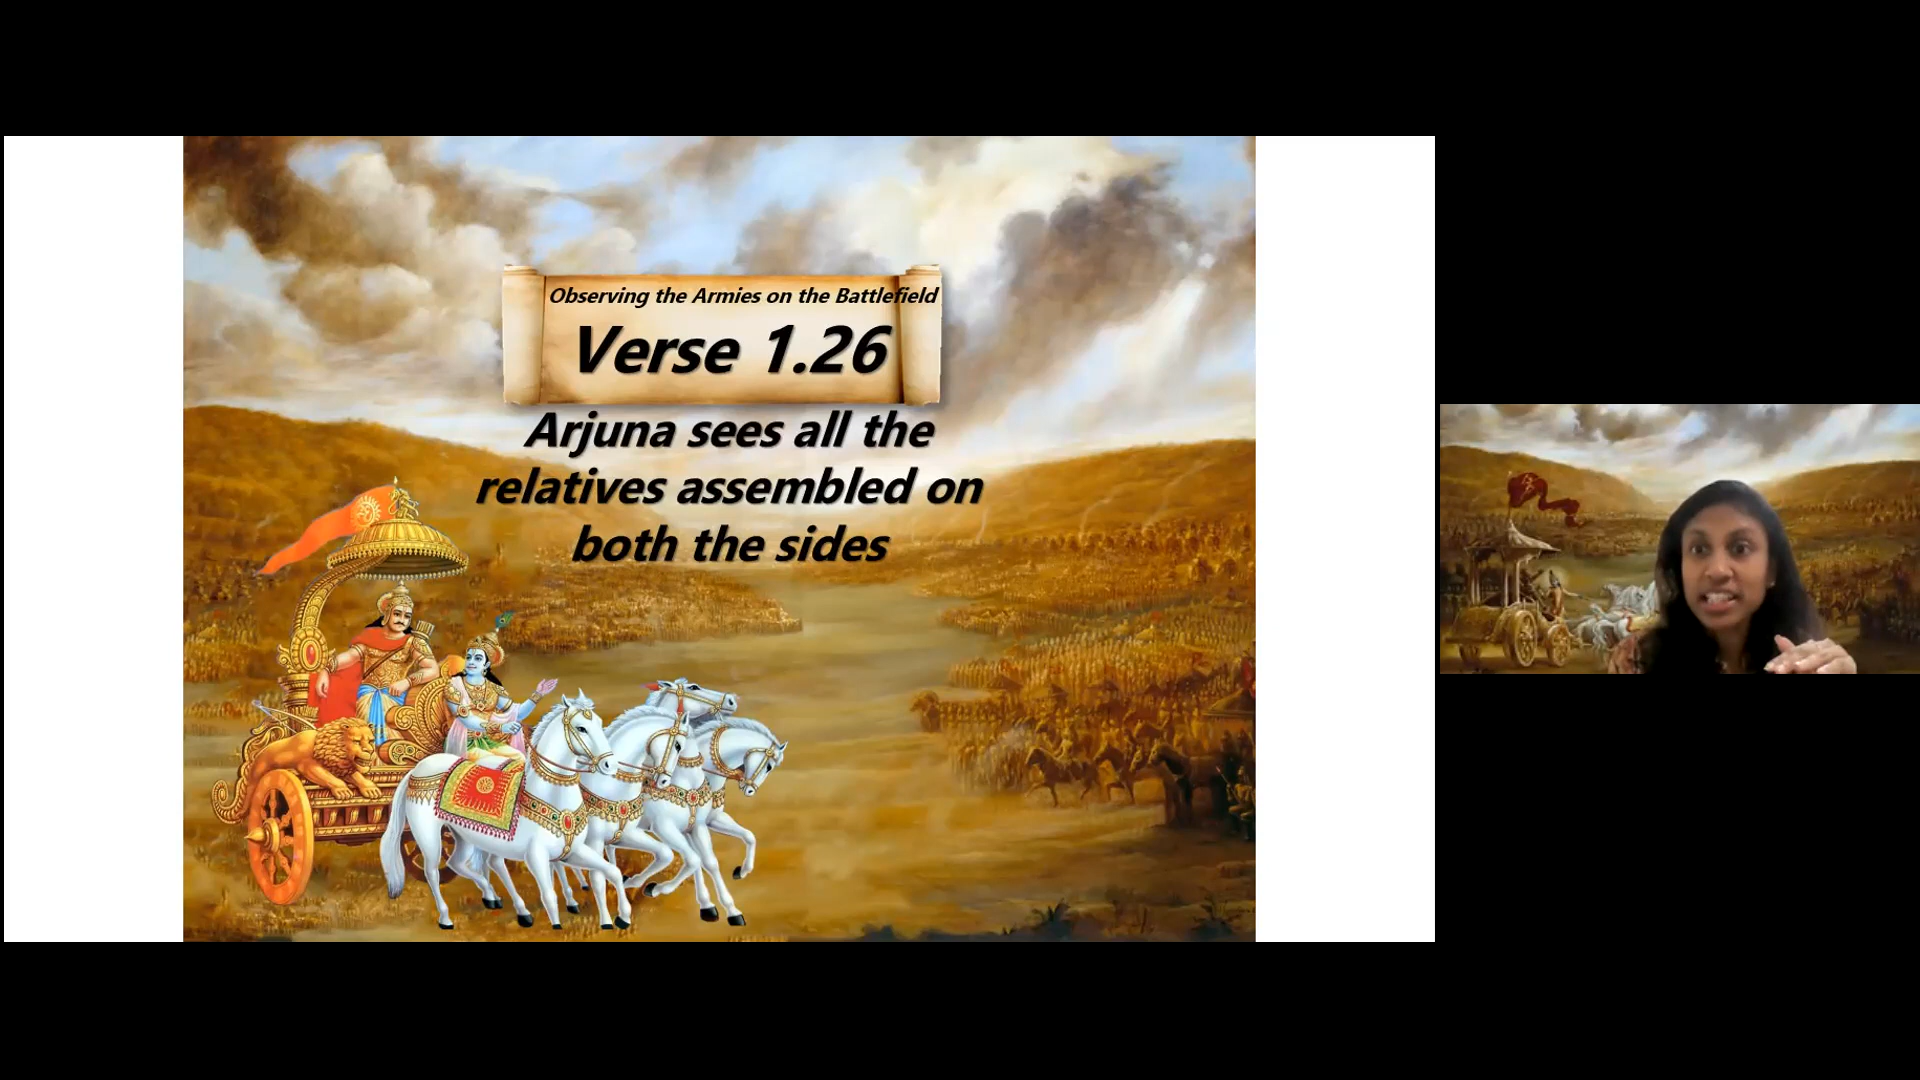 Observing the Armies on the Battlefield
Verse 1.26
Arjuna sees all the
relatives assembled on
both the sides